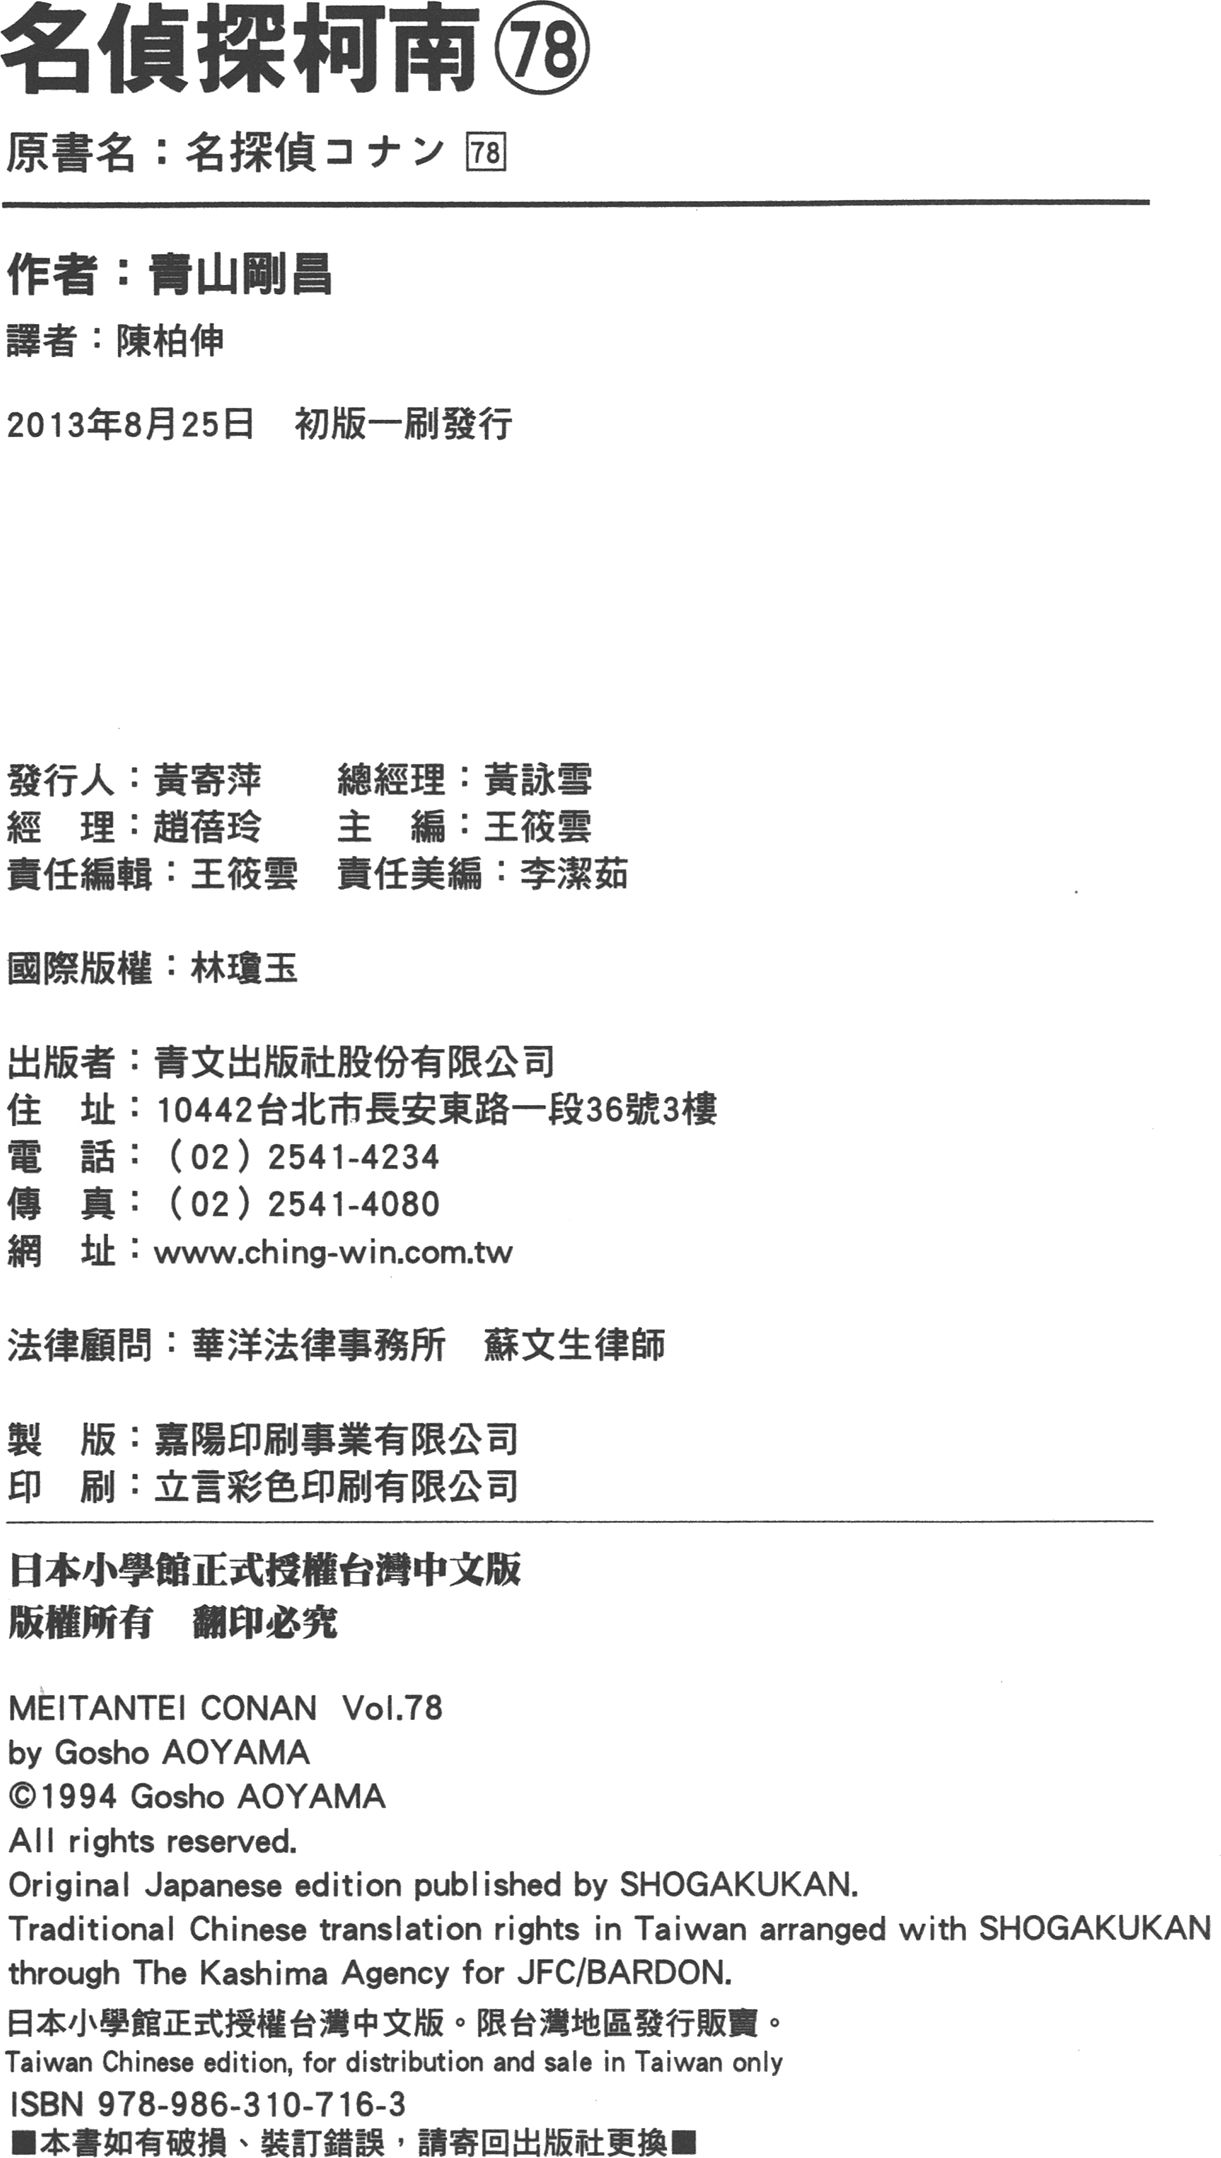 名偵探柯南 78
原書名：名探偵コナン 78
作者：青山剛昌
譯者：陳柏伸
2013年8月25日　初版一刷發行
發行人：黃寄萍　　總經理：黃詠雪
經　理：趙蓓玲　　主　編：王筱雲
責任編輯：王筱雲　責任美編：李潔茹
國際版權：林瓊玉
出版者：青文出版社股份有限公司
住　址：10442台北市長安東路一段36號3樓
電　話：（02）2541-4234
傳　真：（02）2541-4080
網　址：www.ching-win.com.tw
法律顧問：華洋法律事務所　蘇文生律師
製　版：嘉陽印刷事業有限公司
印　刷：立言彩色印刷有限公司
日本小學館正式授權台灣中文版
版權所有　翻印必究
MEITANTEI CONAN Vol.78
by Gosho AOYAMA
©1994 Gosho AOYAMA
All rights reserved.
Original Japanese edition published by SHOGAKUKAN.
Traditional Chinese translation rights in Taiwan arranged with SHOGAKUKAN
through The Kashima Agency for JFC/BARDON.
日本小學館正式授權台灣中文版。限台灣地區發行販賣。
Taiwan Chinese edition, for distribution and sale in Taiwan only
ISBN 978-986-310-716-3
■本書如有破損、裝訂錯誤，請寄回出版社更換■